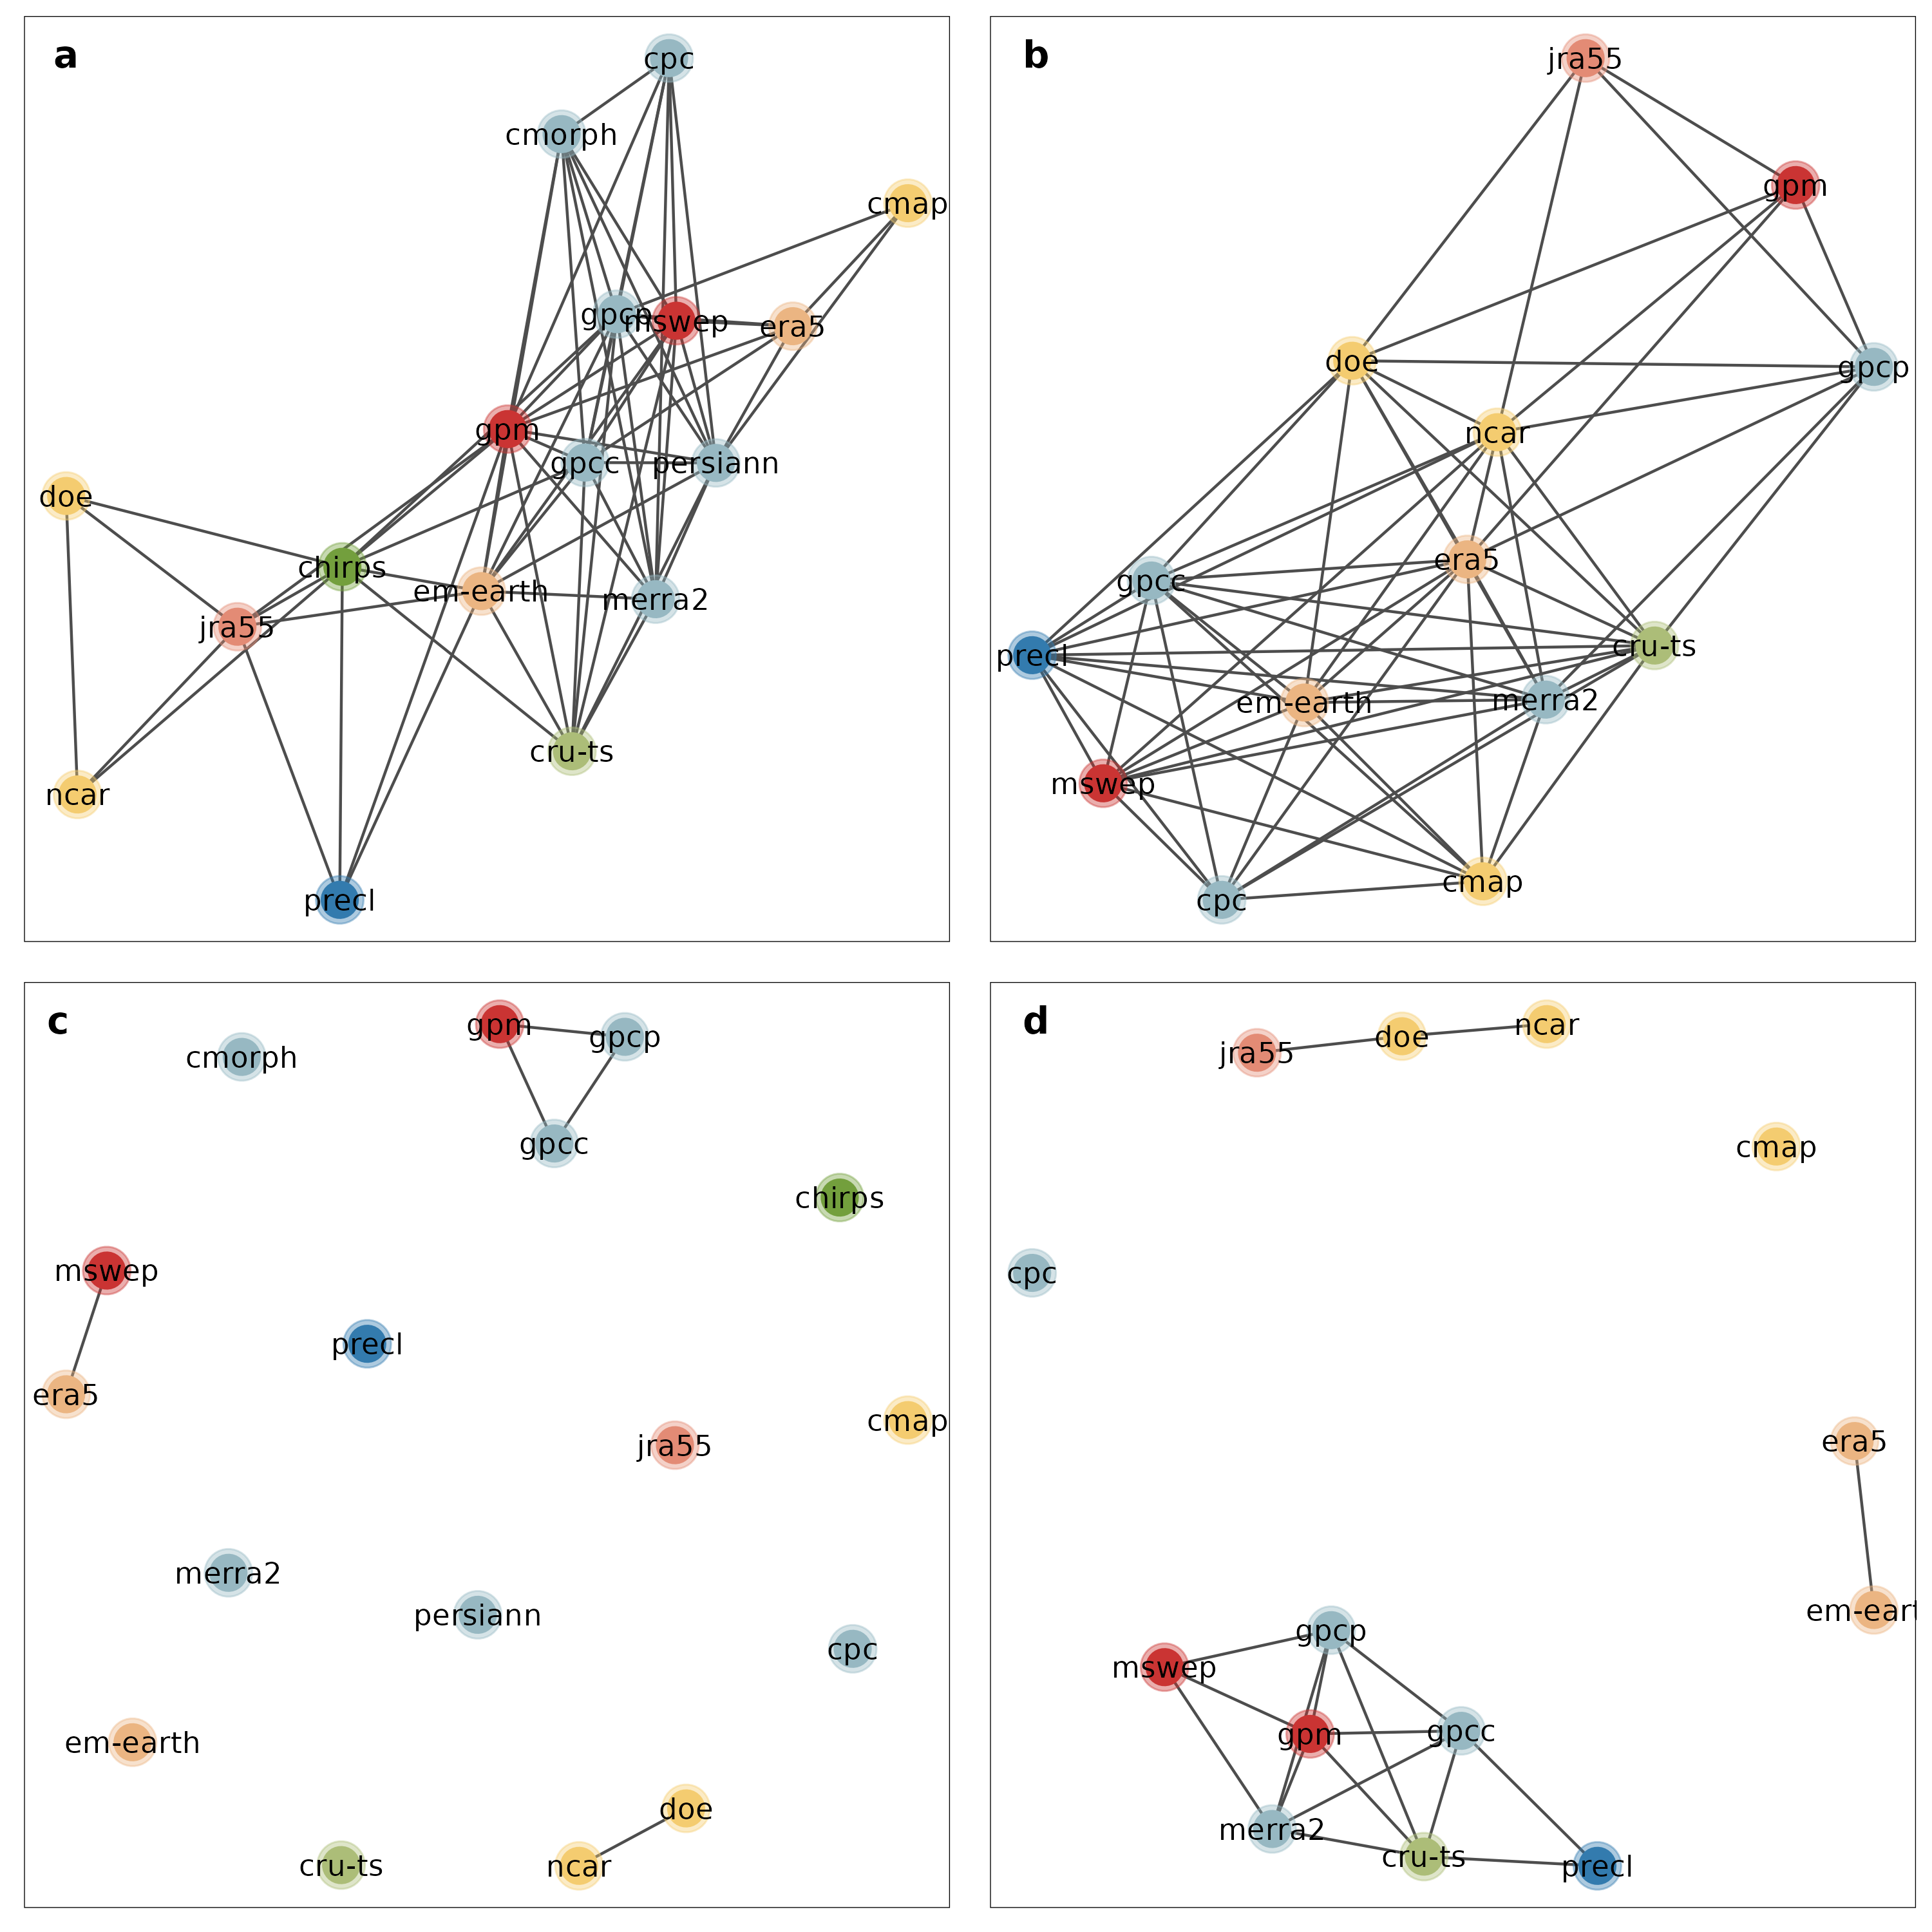 a
cpc
cmorph
cmap
gpcp
mswep
era5
gpm
gpcc
persiann
doe
chirps
em-earth
merra2
jra55
cru-ts
ncar
precl
b
jra55
gpm
doe
gpcp
ncar
era5
gpcc
cru-ts
precl
em-earth
merra2
mswep
cmap
cpc
c
gpm
gpcp
cmorph
gpcc
chirps
mswep
precl
era5
cmap
jra55
merra2
persiann
cpc
em-earth
doe
cru-ts
ncar
d
ncar
doe
jra55
cmap
cpc
era5
em-eart
gpcp
mswep
gpm
gpcc
merra2
cru-ts
precl